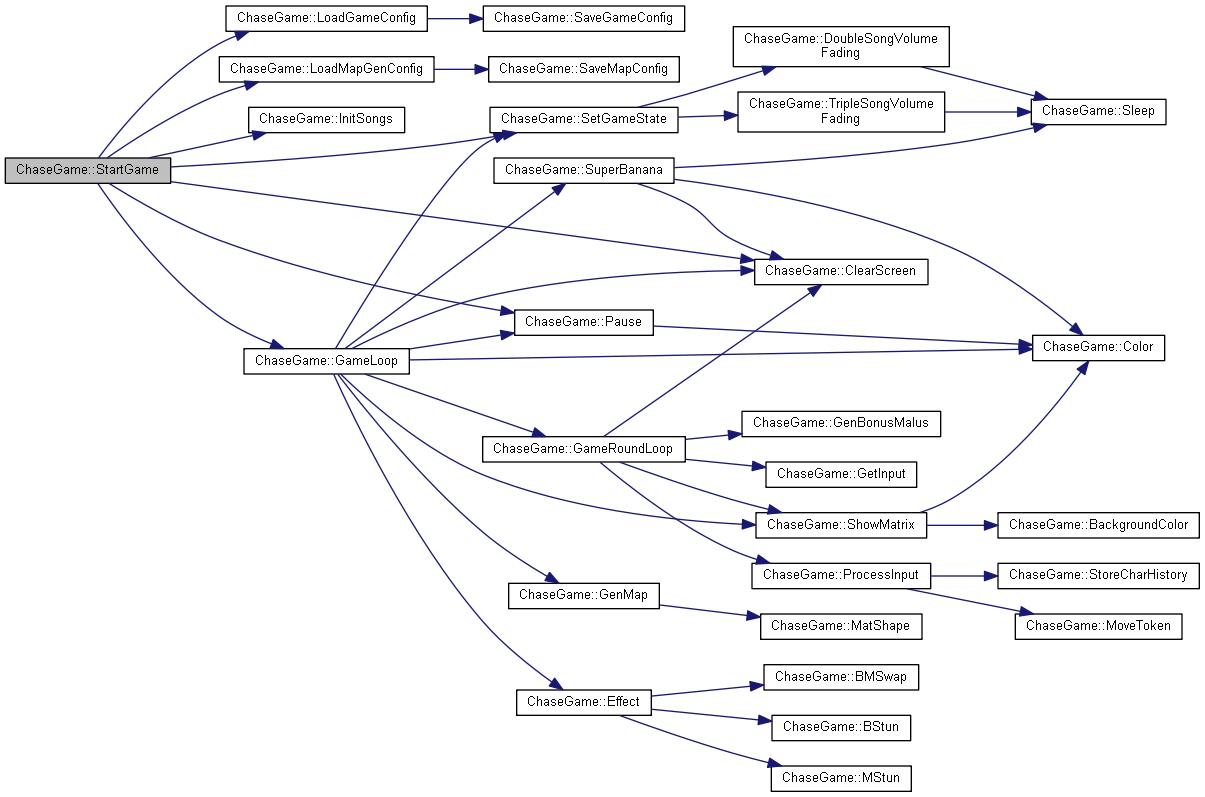 ChaseGame::LoadGameConfig
ChaseGame::SaveGameConfig
ChaseGame::DoubleSongVolume
Fading
ChaseGame::LoadMapGenConfig
ChaseGame::SaveMapConfig
ChaseGame::TripleSongVolume
Fading
ChaseGame::Sleep
ChaseGame::InitSongs
ChaseGame::SetGameState
ChaseGame::StartGame
ChaseGame::SuperBanana
ChaseGame::ClearScreen
ChaseGame::Pause
ChaseGame::Color
ChaseGame::GameLoop
ChaseGame::GenBonusMalus
ChaseGame::GameRoundLoop
ChaseGame::GetInput
ChaseGame::ShowMatrix
ChaseGame::BackgroundColor
ChaseGame::ProcessInput
ChaseGame::StoreCharHistory
ChaseGame::GenMap
ChaseGame::MatShape
ChaseGame::MoveToken
ChaseGame::BMSwap
ChaseGame::Effect
ChaseGame::BStun
ChaseGame::MStun